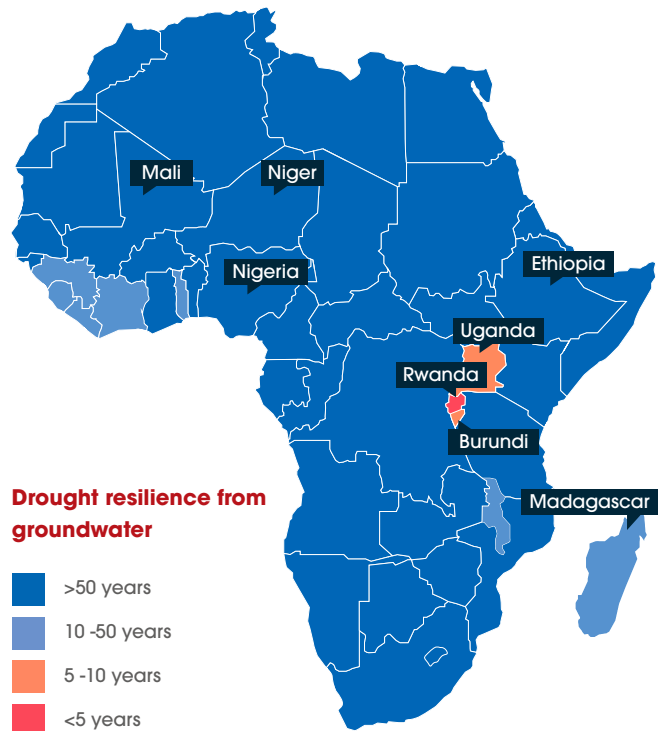 Mali
Niger
Nigeria
Ethiopia
Uganda
Rwanda
Burundi
Madagascar
Drought resilience from
groundwater
>50 years
10 -50 years
5 -10 years
<5 years